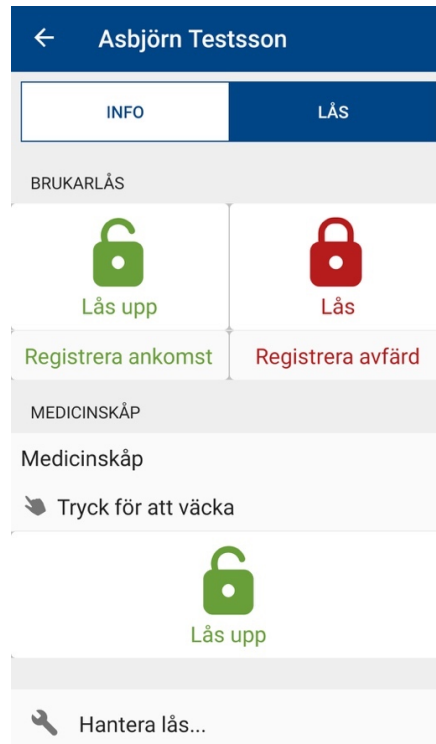 Asbjörn Testsson
INFO
LÅS
BRUKARLÅS
Lås upp
Lås
Registrera ankomst
Registrera avfärd
MEDICINSKÅP
Medicinskåp
Tryck för att väcka
Lås upp
Hantera lås...